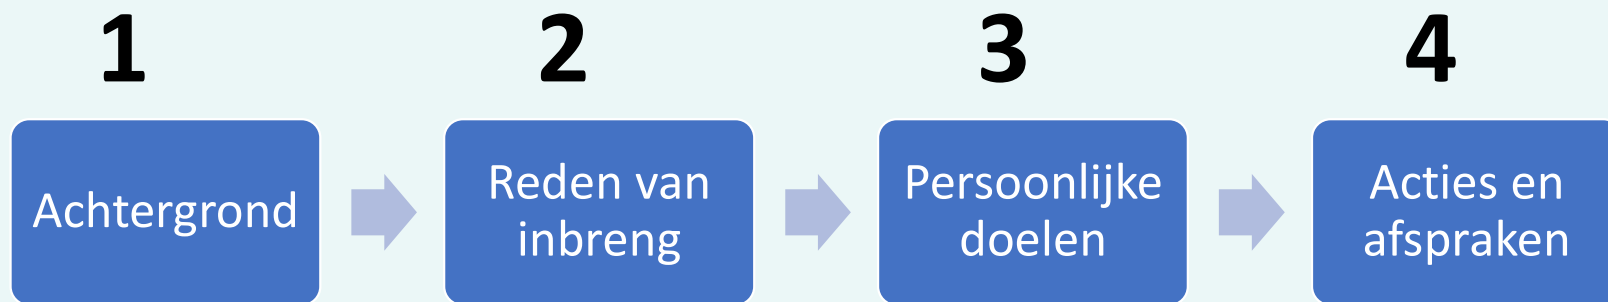 1
2
3
4
Achtergrond
Reden van
inbreng
Persoonlijke
doelen
Acties en
afspraken